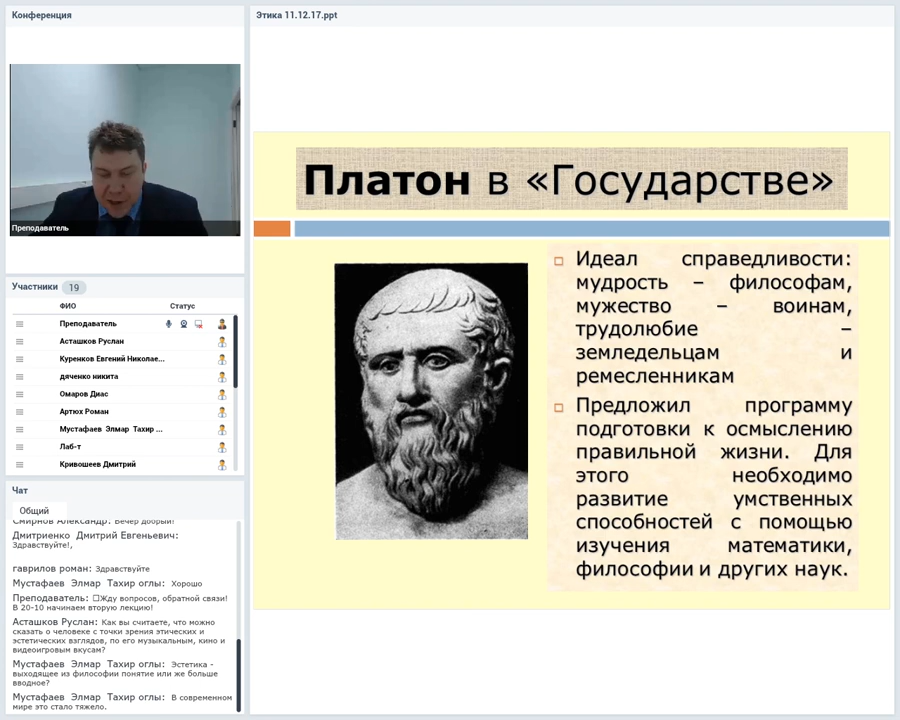 Конференция
Преподаватель
Участники 19
ФИО Статус
Преподаватель
Асташков Руслан
Куренков Евгений Николае...
дяченко никита
Омаров Диас
Артюх Роман
Мустафаев Элмар Тахир ...
Лаб-т
Кривошеев Дмитрий
Чат
Общий
Смирнов Александр: Вечер добрый!
Дмитриенко Дмитрий Евгеньевич:
Здравствуйте!,
гаврилов роман: Здравствуйте
Мустафаев Элмар Тахир оглы: Хорошо
Преподаватель: ☐Жду вопросов, обратной связи!
В 20-10 начинаем вторую лекцию!
Асташков Руслан: Как вы считаете, что можно
сказать о человеке с точки зрения этических и
эстетических взглядов, по его музыкальным, кино и
видеоигровым вкусам?
Мустафаев Элмар Тахир оглы: Эстетика -
выходящее из философии понятие или же больше
вводное?
Мустафаев Элмар Тахир оглы: В современном
мире это стало тяжело.
Этика 11.12.17.ppt
Платон в «Государстве»
Идеал справедливости:
мудрость – философам,
мужество – воинам,
трудолюбие –
земледельцам и
ремесленникам
Предложил программу
подготовки к осмыслению
правильной жизни. Для
этого необходимо
развитие умственных
способностей с помощью
изучения математики,
философии и других наук.